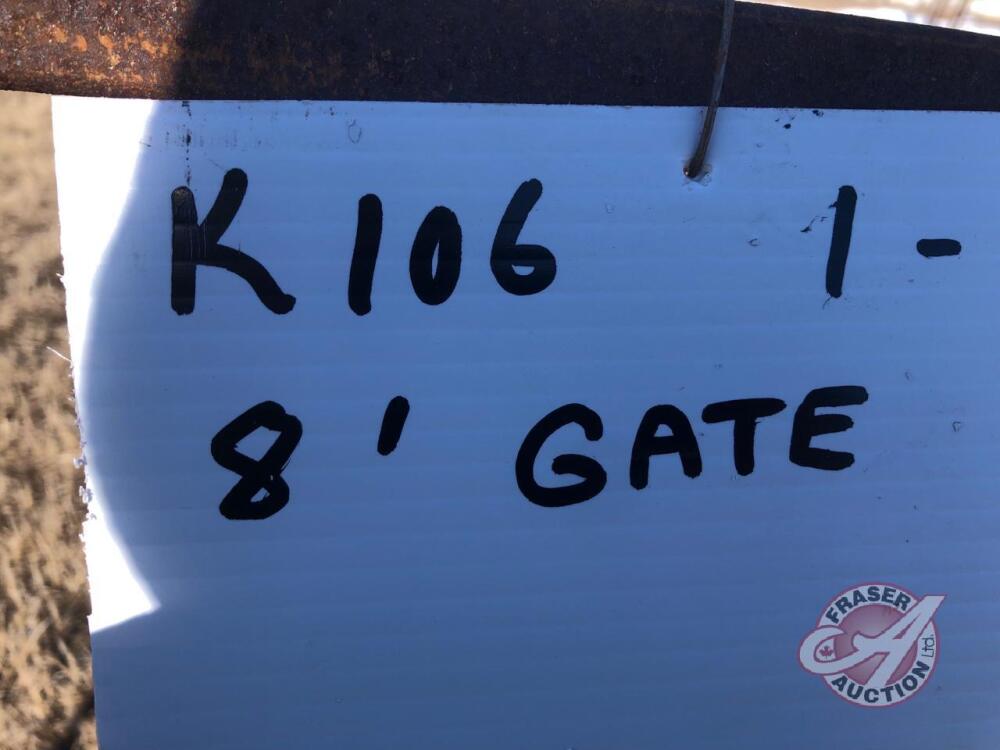 K106 1 -
8' GATE
FRASER
AUCTION Ltd.